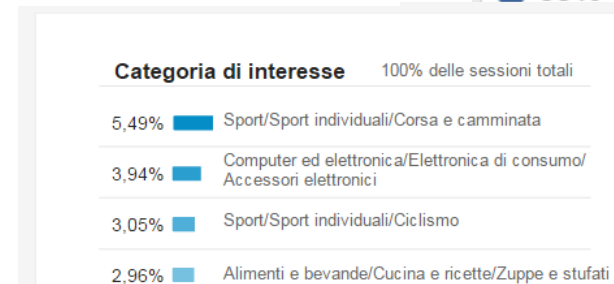 Categoria di interesse 100% delle sessioni totali
5,49% Sport/Sport individuali/Corsa e camminata
3,94% Computer ed elettronica/Elettronica di consumo/
Accessori elettronici
3,05% Sport/Sport individuali/Ciclismo
2,96% Alimenti e bevande/Cucina e ricette/Zuppe e stufati